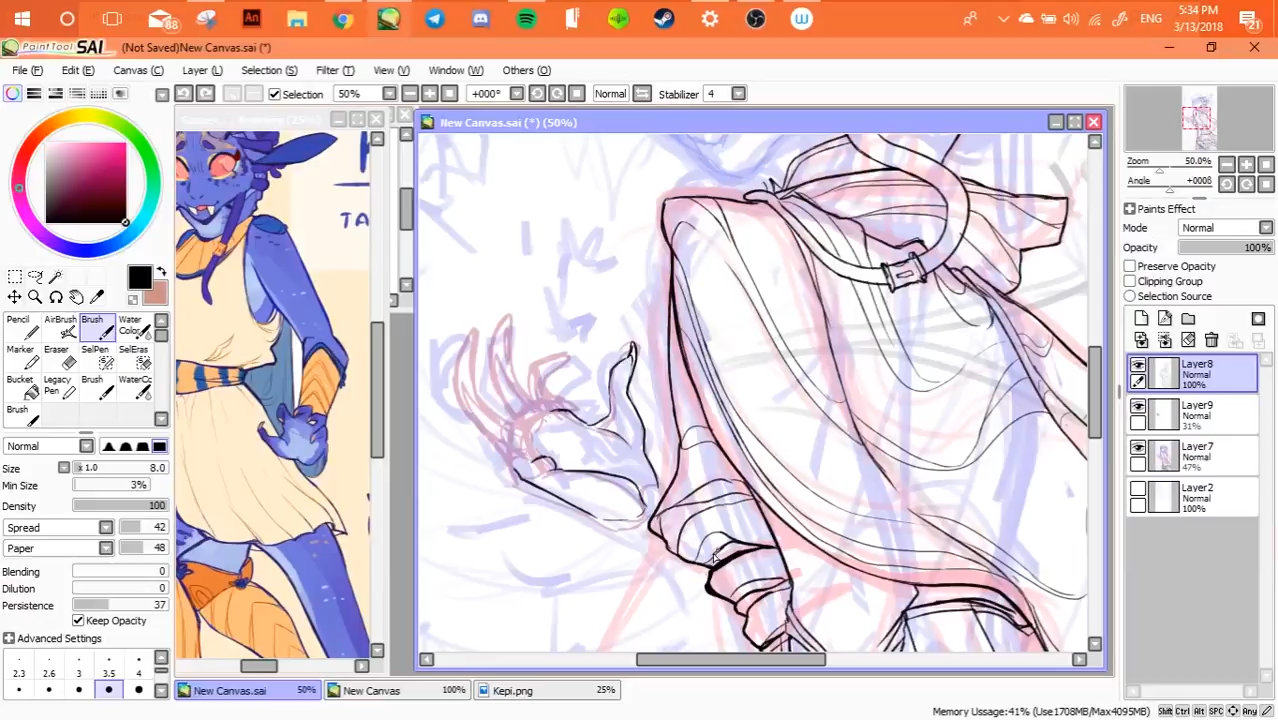 88
An
W
ENG
5:34 PM
3/13/2018
21
PaintTool SAI
(Not Saved)New Canvas.sai (*)
File (F) Edit (E) Canvas (C) Layer (L) Selection (S) Filter (T) View (V) Window (W) Others (O)
Selection 50% +000° Normal Stabilizer 4
New Canvas.sai (*) (50%)
TA
Zoom 50.0%
Angle
Paints Effect
Mode Normal
Opacity 100%
Preserve Opacity
Clipping Group
Selection Source
Layer8
Normal
100%
Layer9
Normal
31%
Layer7
Normal
47%
Layer2
Normal
100%
Pencil AirBrush Brush Water
Color
Marker Eraser SelPen SelEras
Bucket Legacy Brush WaterCo
Pen
Brush
Normal
Size x 1.0 8.0
Min Size 3%
Density 100
Spread 42
Paper 48
Blending 0
Dilution 0
Persistence 37
Keep Opacity
Advanced Settings
2.3 2.6 3 3.5 4
New Canvas.sai 50% New Canvas 100% Kepi.png 25%
Memory Ussage:41% (Use1708MB/Max4095MB) Shift Ctrl Alt SPC Any